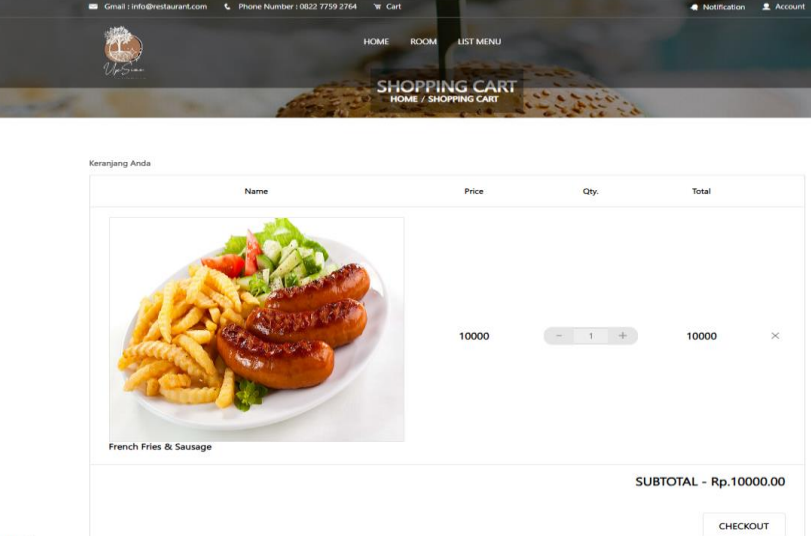 Gmail : info@restaurant.com Phone Number : 0822 7759 2764 Cart Notification Account
UpSize
HOME ROOM LIST MENU
SHOPPING CART
HOME / SHOPPING CART
Keranjang Anda
Name Price Qty. Total
10000 − 1 + 10000 ×
French Fries & Sausage
SUBTOTAL - Rp.10000.00
CHECKOUT